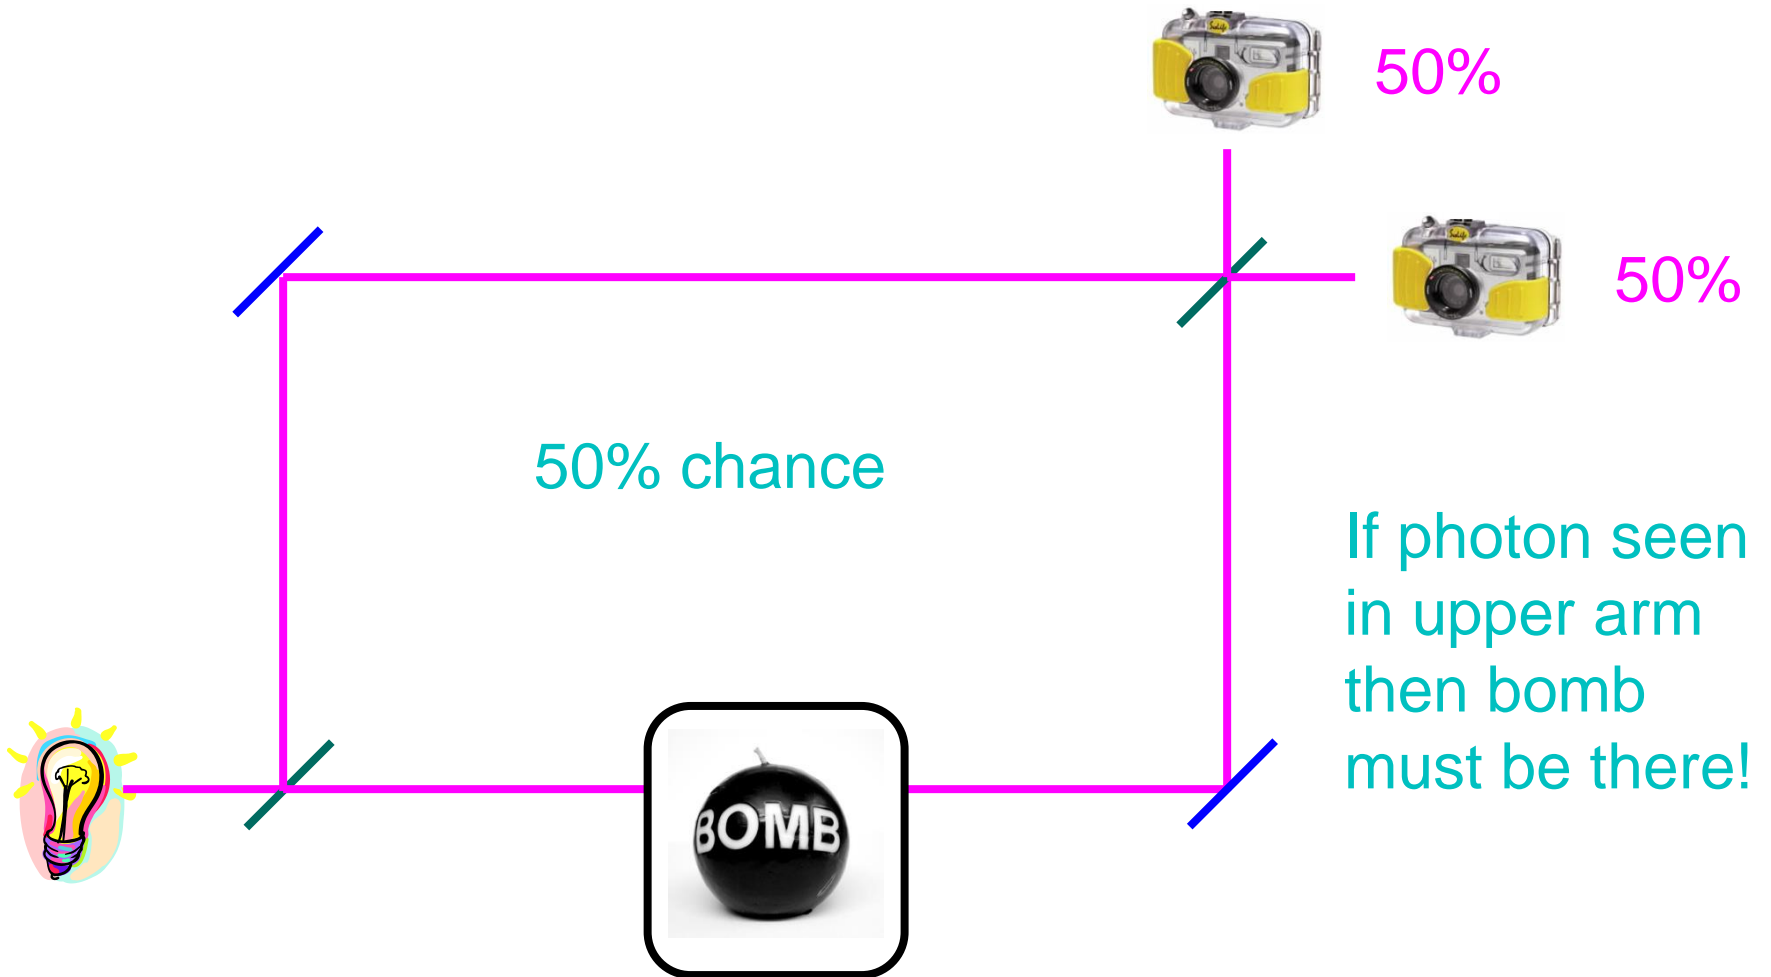 50%
50%
50% chance
If photon seen
in upper arm
then bomb
must be there!
BOMB